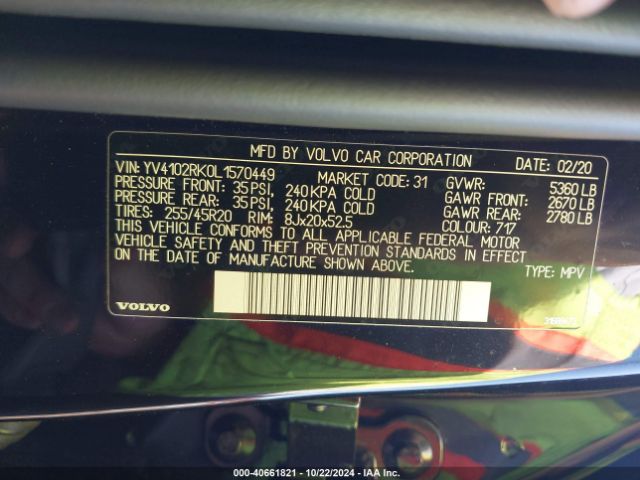 MFD BY VOLVO CAR CORPORATION DATE: 02/20
VIN: YV4102RK0L1570449 MARKET CODE: 31 GVWR: 5360 LB
PRESSURE FRONT: 35 PSI, 240 KPA COLD GAWR FRONT: 2670 LB
PRESSURE REAR: 35 PSI, 240 KPA COLD GAWR REAR: 2780 LB
TIRES: 255/45R20 RIM: 8Jx20x52.5 COLOUR: 717
THIS VEHICLE CONFORMS TO ALL APPLICABLE FEDERAL MOTOR
VEHICLE SAFETY AND THEFT PREVENTION STANDARDS IN EFFECT
ON THE DATE OF MANUFACTURE SHOWN ABOVE.
TYPE: MPV
VOLVO
000-40661821 - 10/22/2024 - IAA Inc.